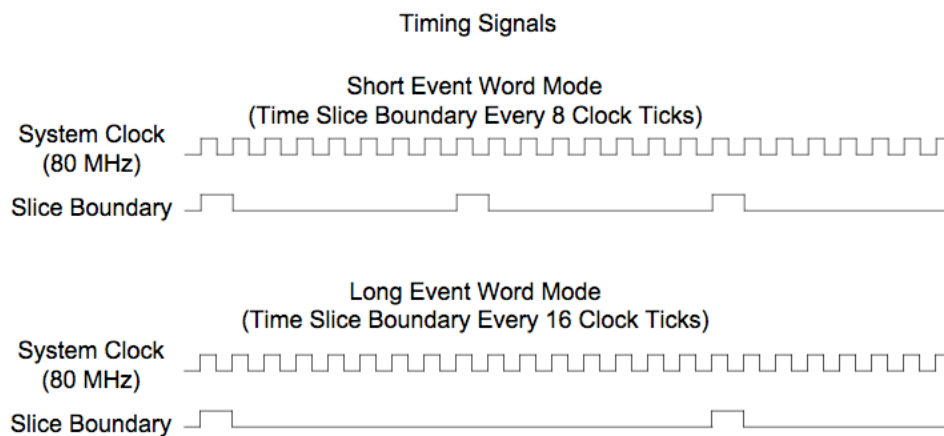 Timing Signals
Short Event Word Mode
(Time Slice Boundary Every 8 Clock Ticks)
System Clock
(80 MHz)
Slice Boundary
Long Event Word Mode
(Time Slice Boundary Every 16 Clock Ticks)
System Clock
(80 MHz)
Slice Boundary